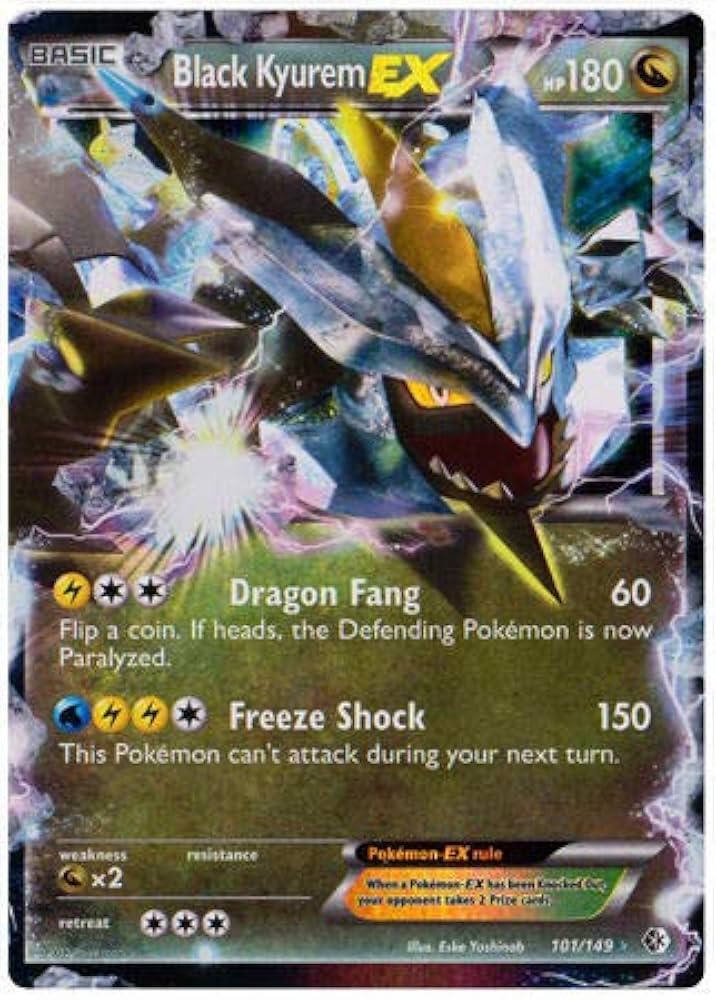 BASIC
Black Kyurem EX HP180
Dragon Fang 60
Flip a coin. If heads, the Defending Pokémon is now
Paralyzed.
Freeze Shock 150
This Pokémon can't attack during your next turn.
weakness resistance
×2
Pokémon-EX rule
When a Pokémon-EX has been Knocked Out,
your opponent takes 2 Prize cards.
retreat
Illus. Eske Yoshinob 101/149